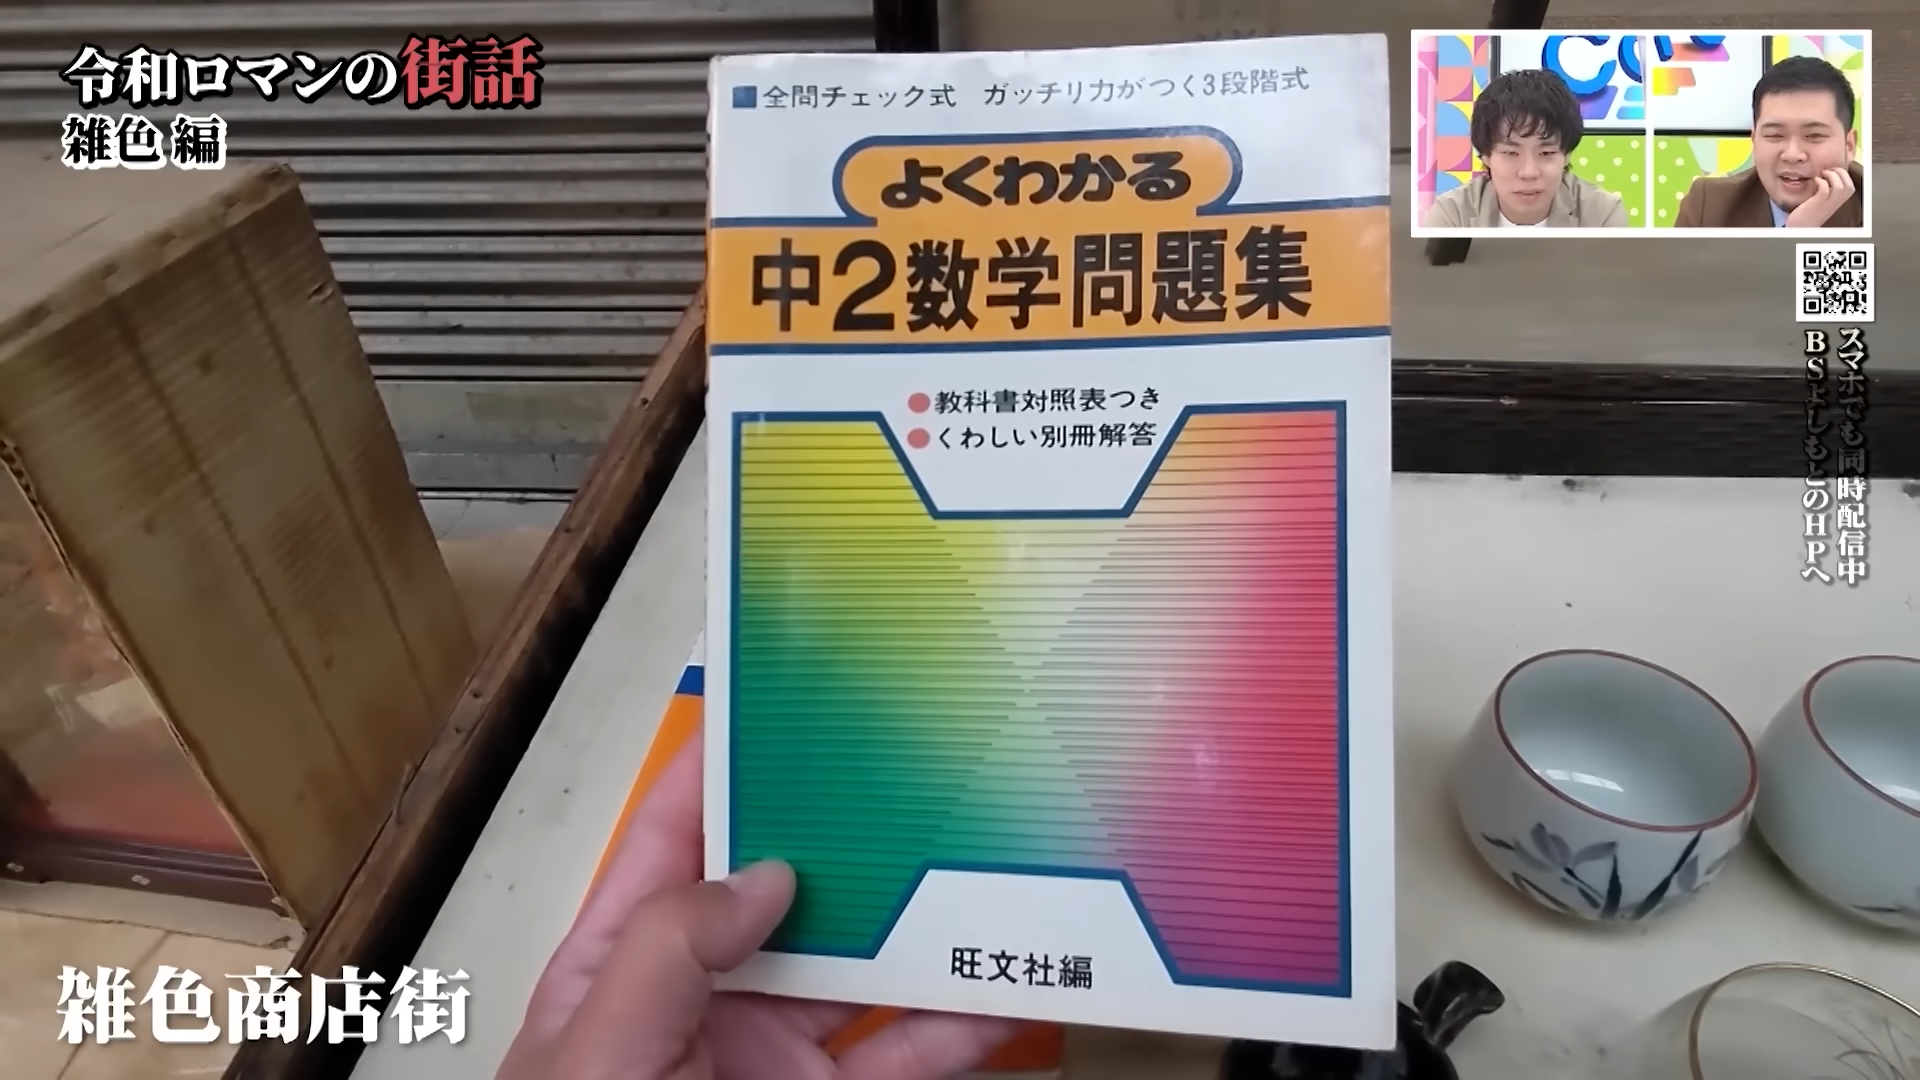 令和ロマンの街話
雑色 編
■全問チェック式 ガッチリ力がつく3段階式
よくわかる
中2数学問題集
●教科書対照表つき
●くわしい別冊解答
旺文社編
スマホでも同時配信中
BSよしもとのHPへ
雑色商店街